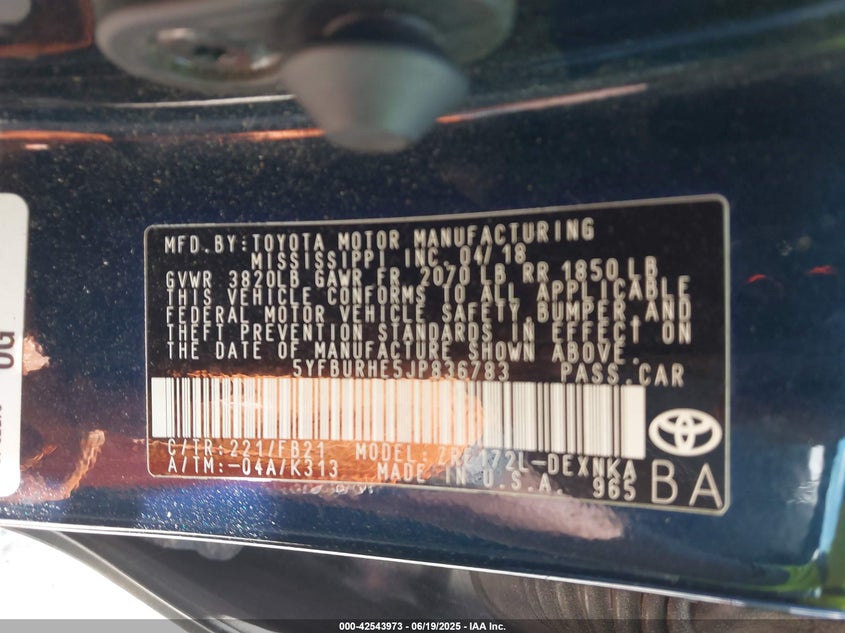 MFD. BY: TOYOTA MOTOR MANUFACTURING
MISSISSIPPI INC. 04/18
GVWR 3820LB GAWR FR 2070 LB RR 1850 LB
THIS VEHICLE CONFORMS TO ALL APPLICABLE
FEDERAL MOTOR VEHICLE SAFETY, BUMPER, AND
THEFT PREVENTION STANDARDS IN EFFECT ON
THE DATE OF MANUFACTURE SHOWN ABOVE.
5YFBURHE5JP836783 PASS. CAR
C/TR: 221/FB21 MODEL: ZRE172L-DEXNKA
A/TM: -04A/K313 MADE IN U.S.A. 965
BA
OG
000-42543973 - 06/19/2025 - IAA Inc.